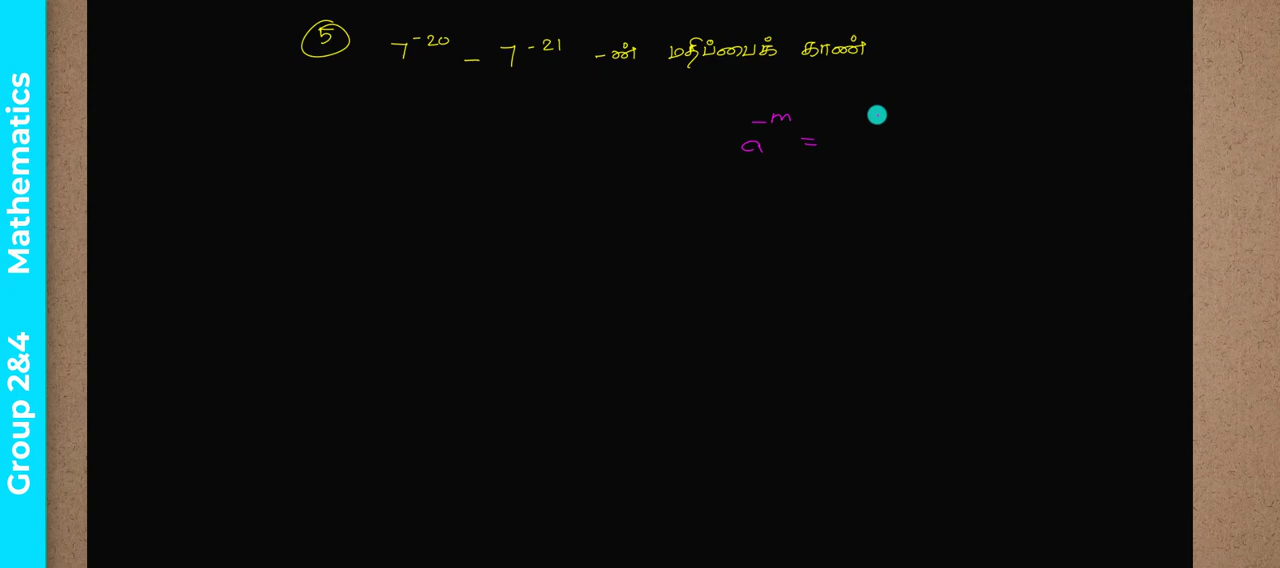 Group 2&4 Mathematics
5 7^-20 - 7^-21 -ன் மதிப்பைக் காண்
a^-m =